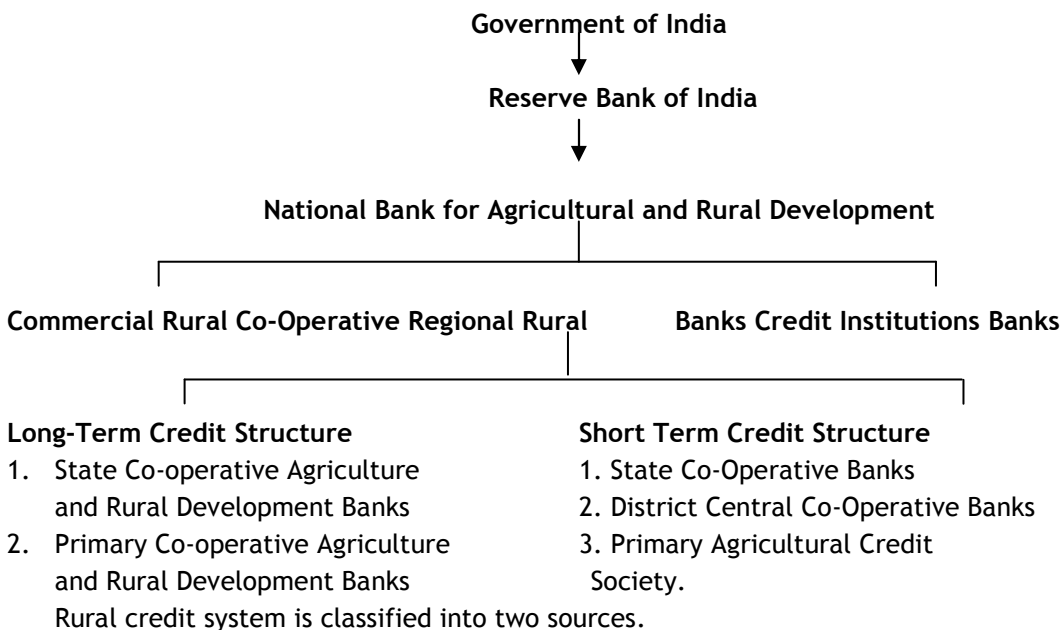 Government of India
Reserve Bank of India
National Bank for Agricultural and Rural Development
Commercial Rural Co-Operative Regional Rural Banks Credit Institutions Banks
Long-Term Credit Structure
1. State Co-operative Agriculture
and Rural Development Banks
2. Primary Co-operative Agriculture
and Rural Development Banks
Short Term Credit Structure
1. State Co-Operative Banks
2. District Central Co-Operative Banks
3. Primary Agricultural Credit
Society.
Rural credit system is classified into two sources.